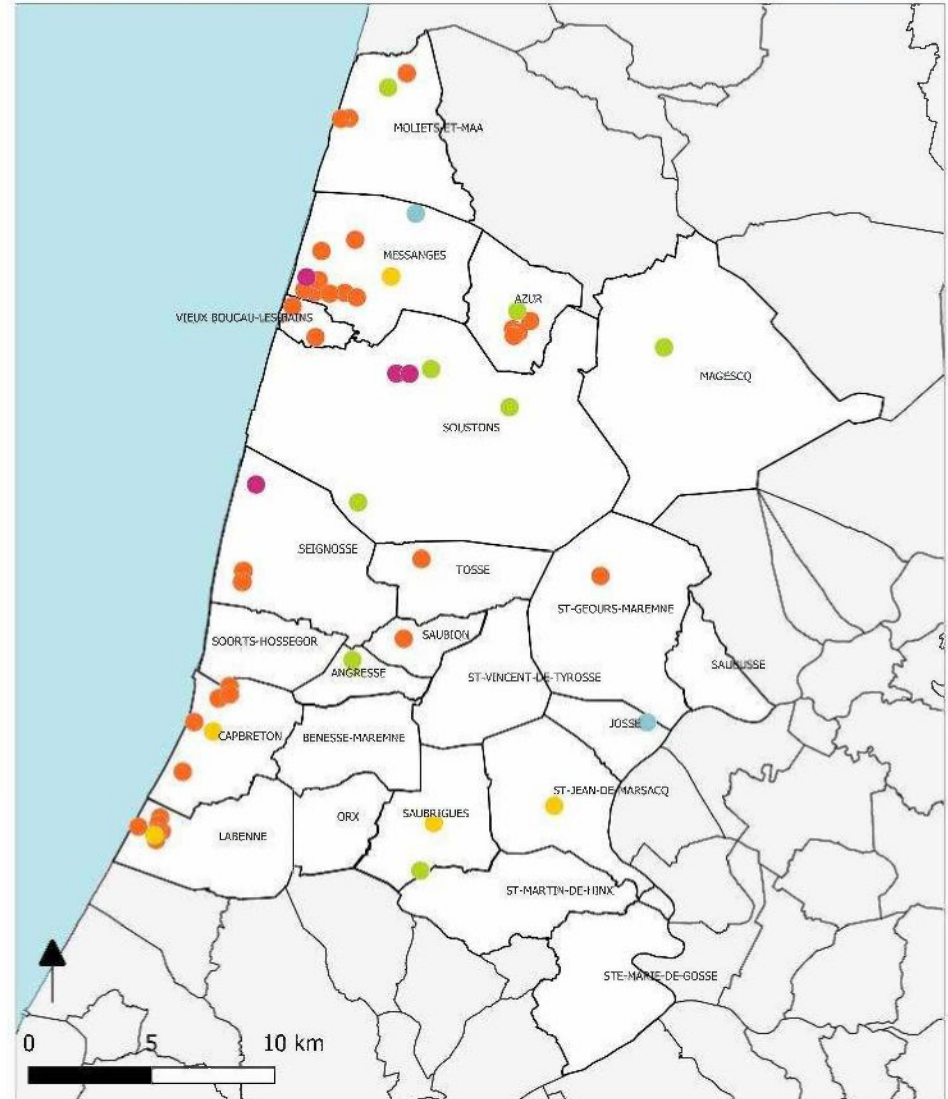 MOLIETS-ET-MAA
MESSANGES
AZUR
VIEUX BOUCAU-LES-BAINS
MAGESCQ
SOUSTONS
SEIGNOSSE
TOSSE
ST-GEOURS-MAREMNE
SOORTS-HOSSEGOR
SAUBION
ANGRESSE
ST-VINCENT-DE-TYROSSE
SAUBUSSE
JOSSE
CAPBRETON
BENESSE-MAREMNE
ST-JEAN-DE-MARSACQ
SAUBRIGUES
ORX
LABENNE
ST-MARTIN-DE-HINX
STE-MARIE-DE-GOSSE
0 5 10 km